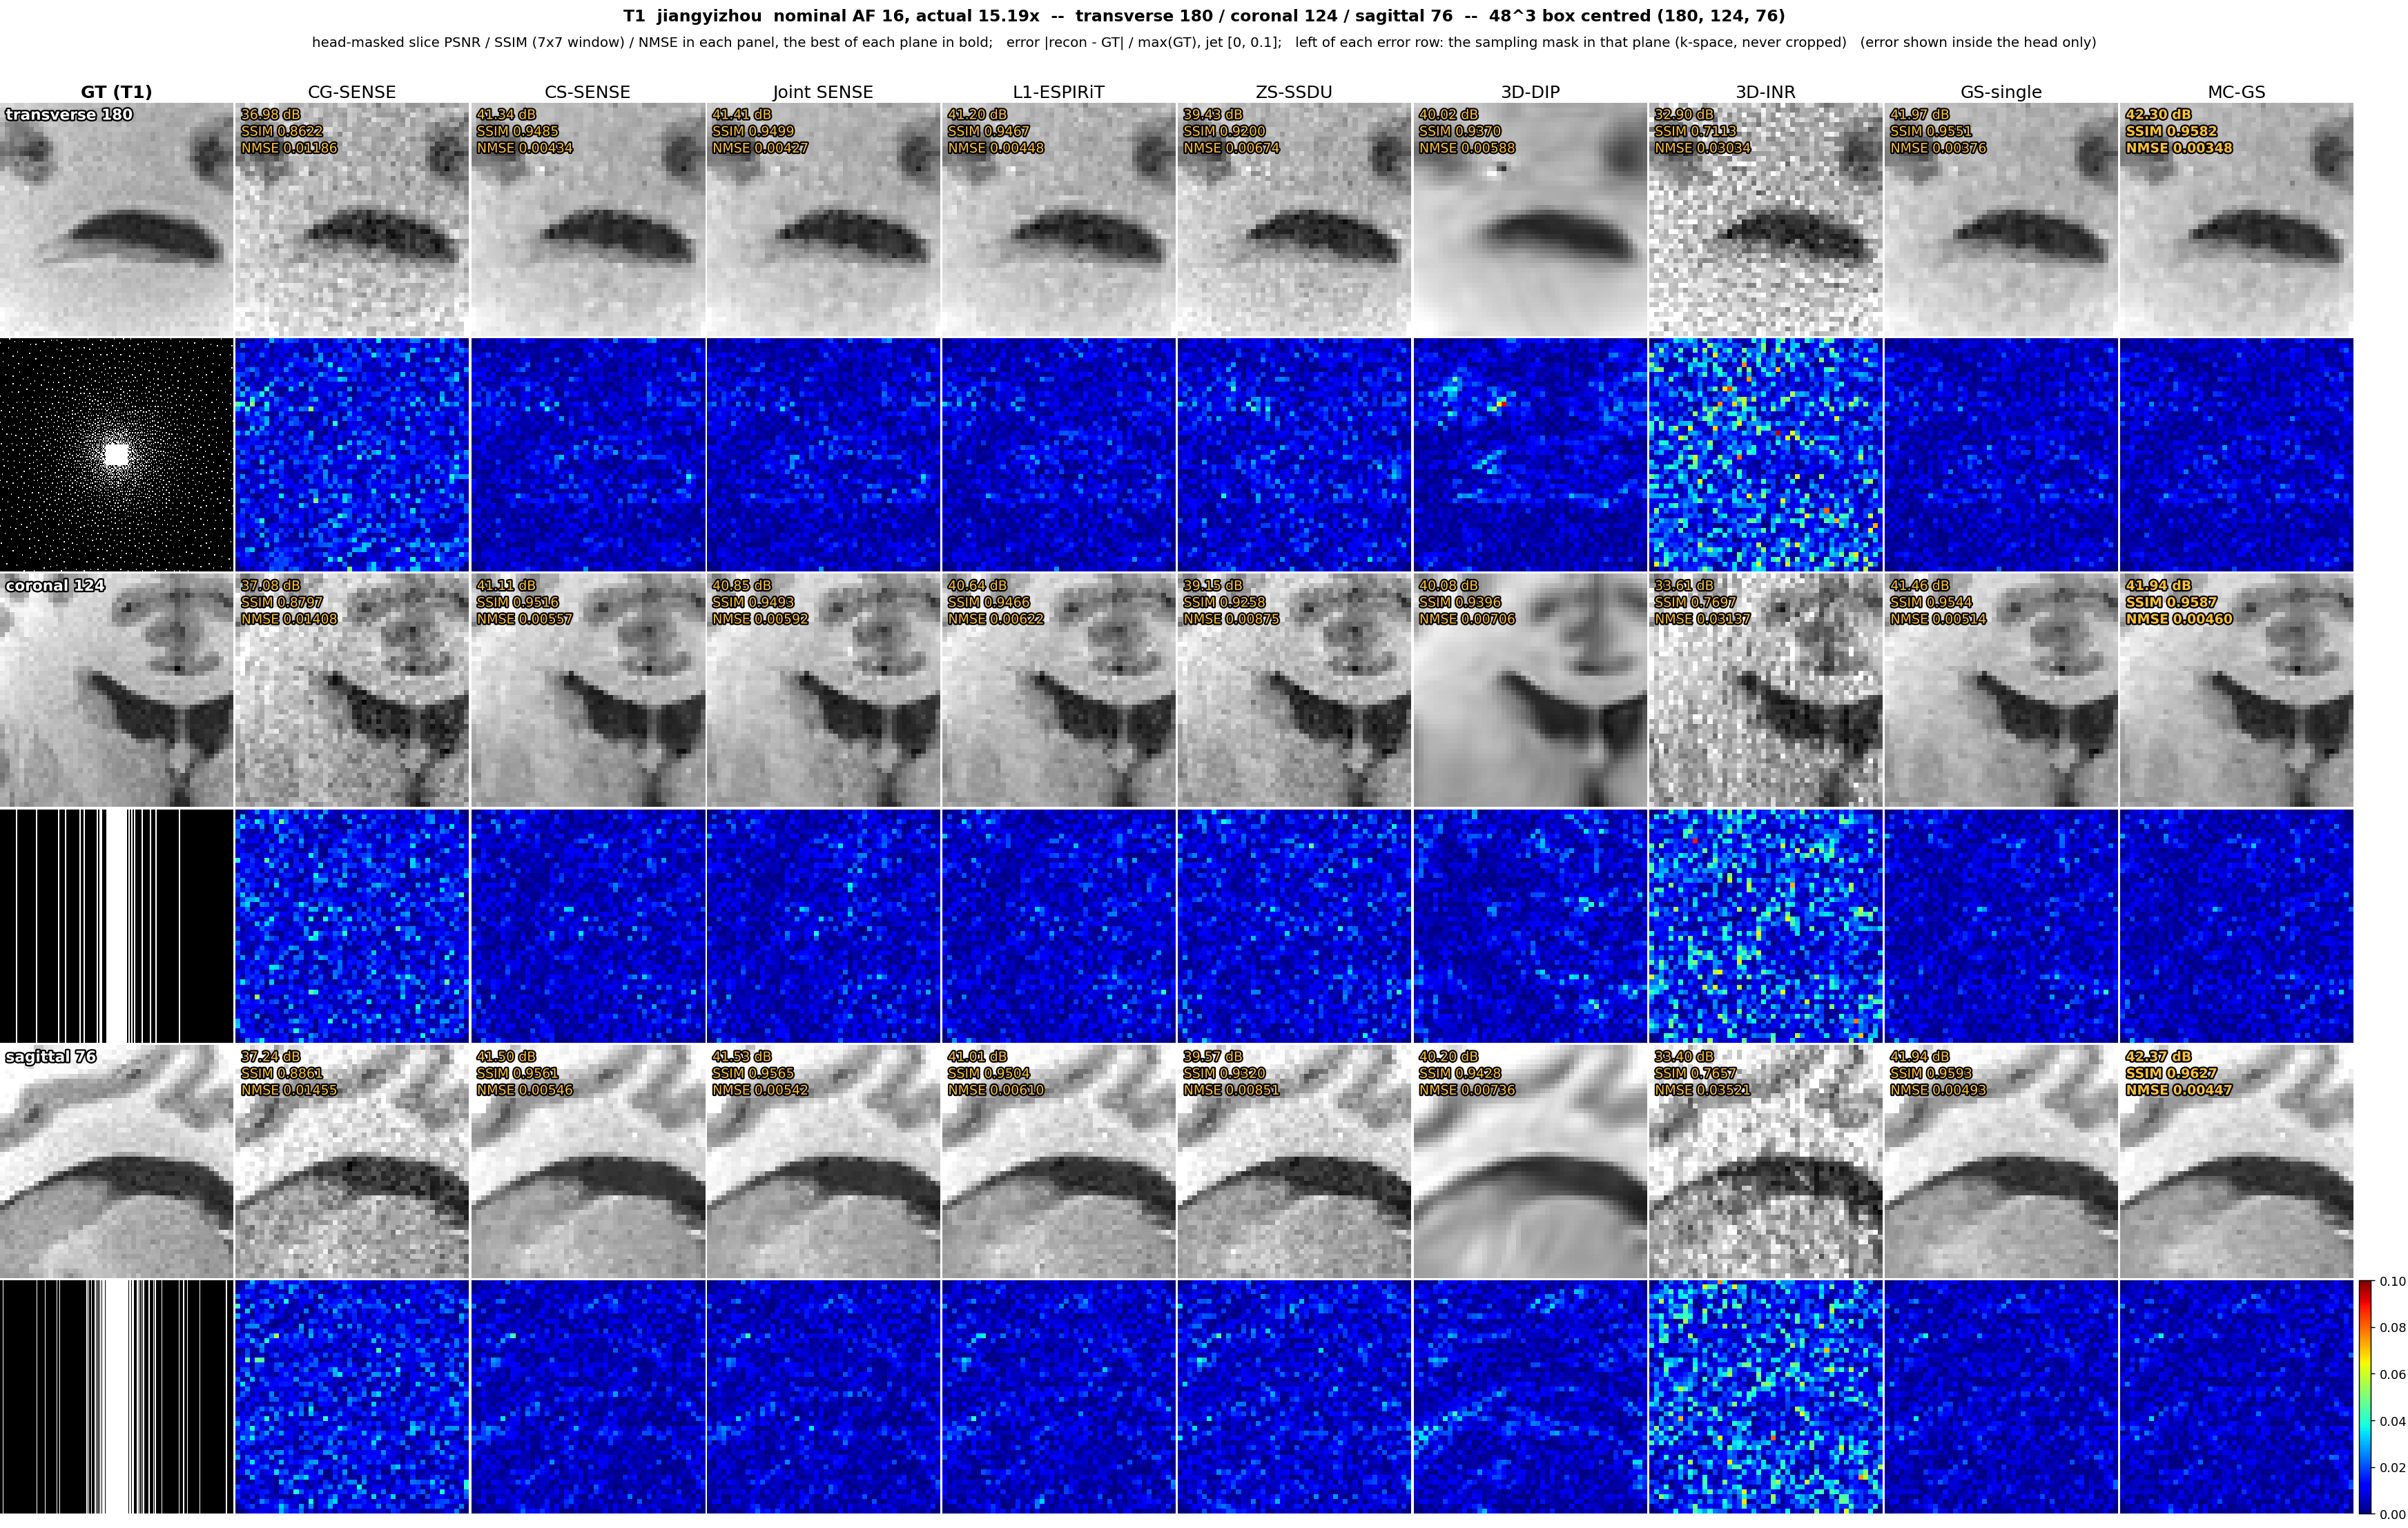 T1 jiangyizhou nominal AF 16, actual 15.19x -- transverse 180 / coronal 124 / sagittal 76 -- 48^3 box centred (180, 124, 76)
head-masked slice PSNR / SSIM (7x7 window) / NMSE in each panel, the best of each plane in bold; error |recon - GT| / max(GT), jet [0, 0.1]; left of each error row: the sampling mask in that plane (k-space, never cropped) (error shown inside the head only)
GT (T1) CG-SENSE CS-SENSE Joint SENSE L1-ESPIRiT ZS-SSDU 3D-DIP 3D-INR GS-single MC-GS
transverse 180 36.98 dB 41.34 dB 41.41 dB 41.20 dB 39.43 dB 40.02 dB 32.90 dB 41.97 dB 42.30 dB
SSIM 0.8622 SSIM 0.9485 SSIM 0.9499 SSIM 0.9467 SSIM 0.9200 SSIM 0.9370 SSIM 0.7113 SSIM 0.9551 SSIM 0.9582
NMSE 0.01186 NMSE 0.00434 NMSE 0.00427 NMSE 0.00448 NMSE 0.00674 NMSE 0.00588 NMSE 0.03034 NMSE 0.00376 NMSE 0.00348
coronal 124 37.08 dB 41.11 dB 40.85 dB 40.64 dB 39.15 dB 40.08 dB 33.61 dB 41.46 dB 41.94 dB
SSIM 0.8797 SSIM 0.9516 SSIM 0.9493 SSIM 0.9466 SSIM 0.9258 SSIM 0.9396 SSIM 0.7697 SSIM 0.9544 SSIM 0.9587
NMSE 0.01408 NMSE 0.00557 NMSE 0.00592 NMSE 0.00622 NMSE 0.00875 NMSE 0.00706 NMSE 0.03137 NMSE 0.00514 NMSE 0.00460
sagittal 76 37.24 dB 41.50 dB 41.53 dB 41.01 dB 39.57 dB 40.20 dB 33.40 dB 41.94 dB 42.37 dB
SSIM 0.8861 SSIM 0.9561 SSIM 0.9565 SSIM 0.9504 SSIM 0.9320 SSIM 0.9428 SSIM 0.7657 SSIM 0.9593 SSIM 0.9627
NMSE 0.01455 NMSE 0.00546 NMSE 0.00542 NMSE 0.00610 NMSE 0.00851 NMSE 0.00736 NMSE 0.03521 NMSE 0.00493 NMSE 0.00447
0.10
0.08
0.06
0.04
0.02
0.00